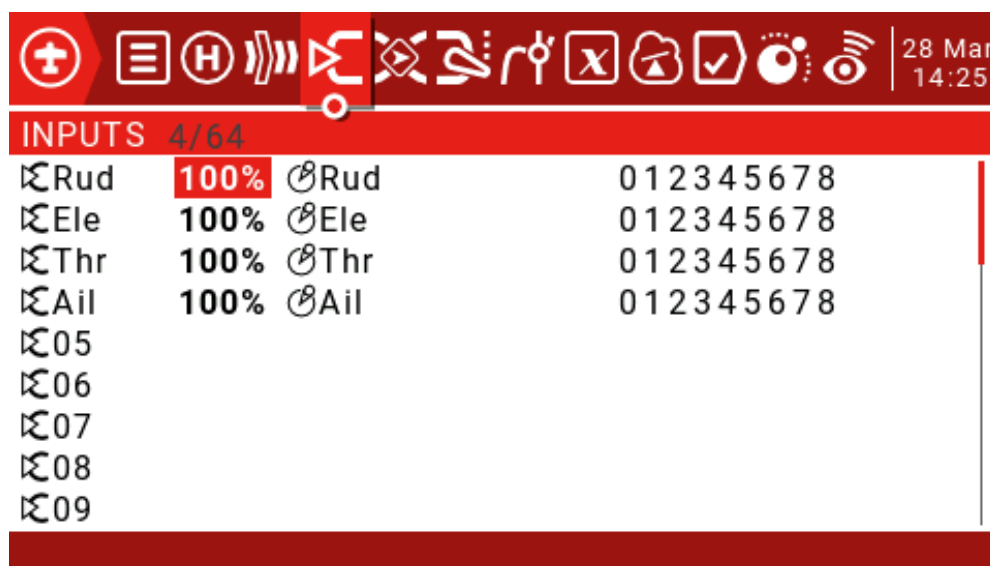 H x 28 Mar
14:25
INPUTS 4/64
Rud 100% Rud 012345678
Ele 100% Ele 012345678
Thr 100% Thr 012345678
Ail 100% Ail 012345678
05
06
07
08
09